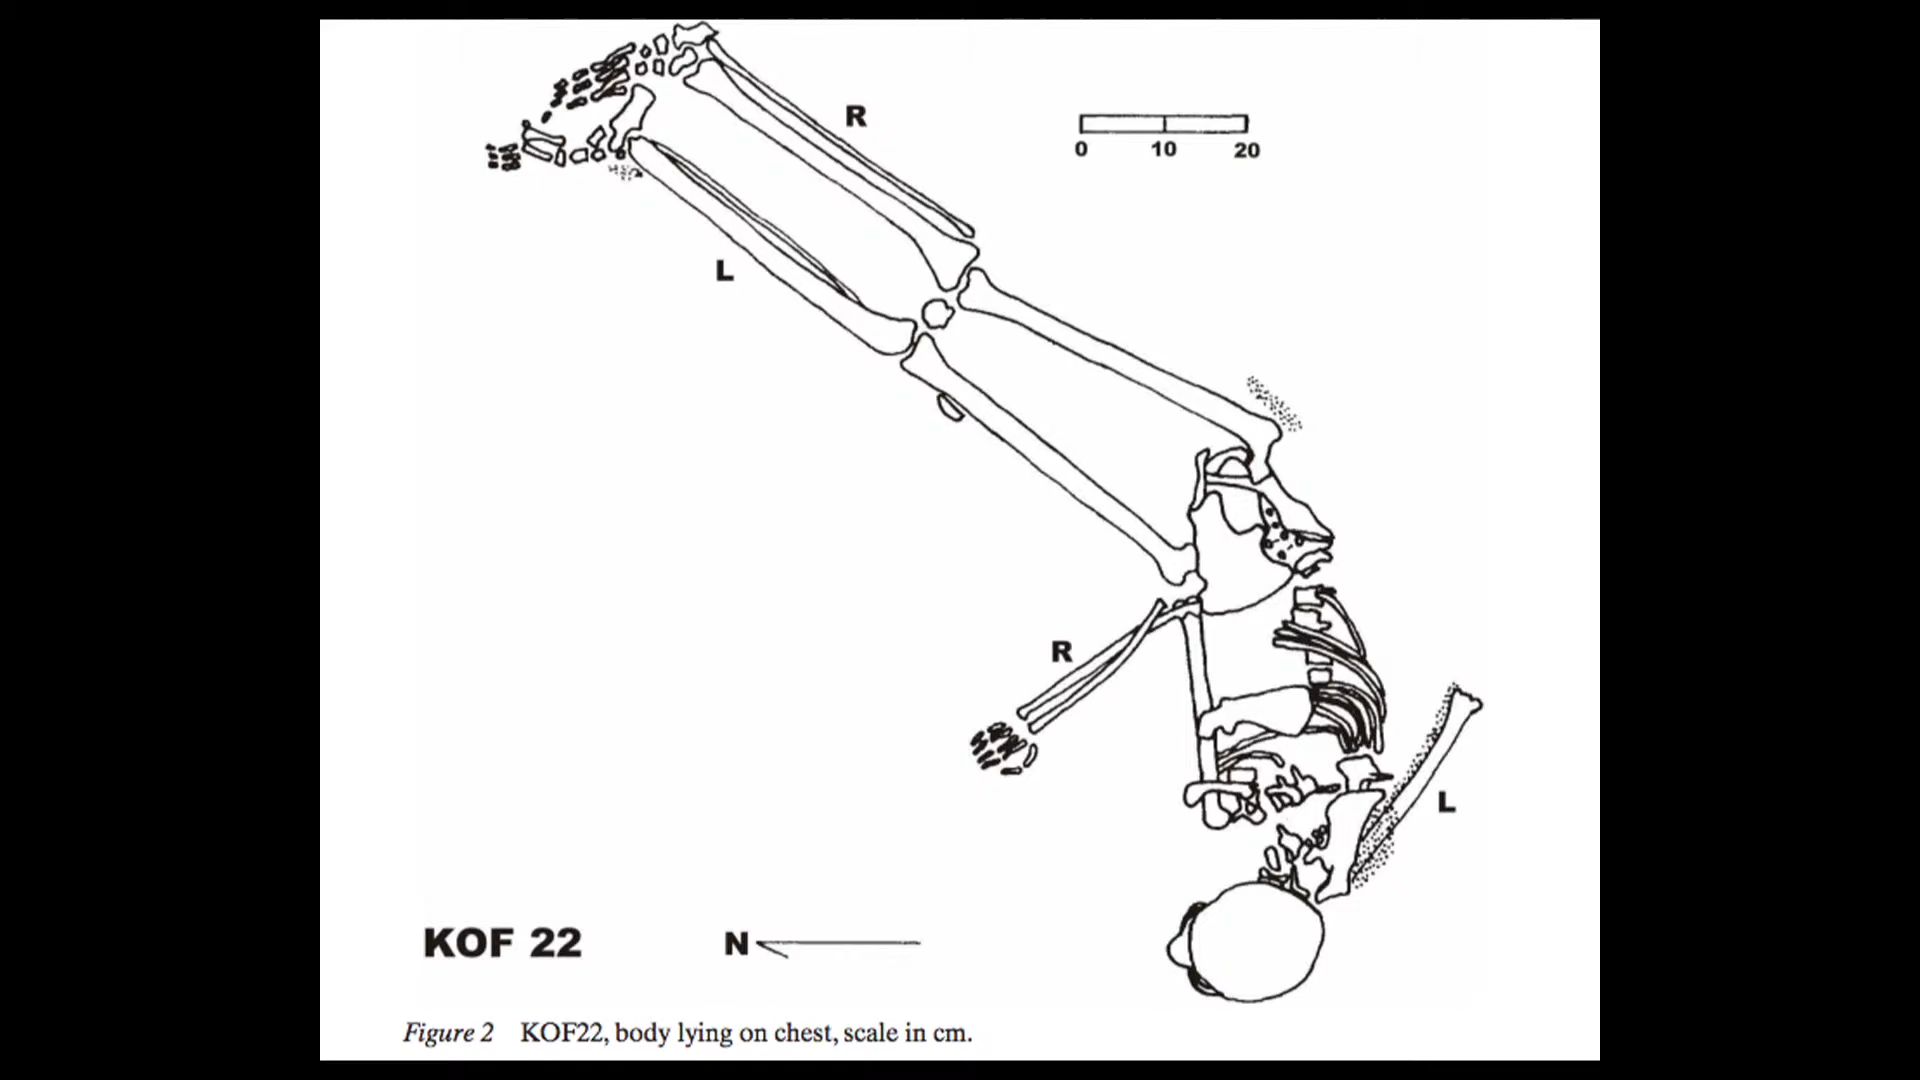 R
0 10 20
L
R
L
KOF 22
N
Figure 2 KOF22, body lying on chest, scale in cm.